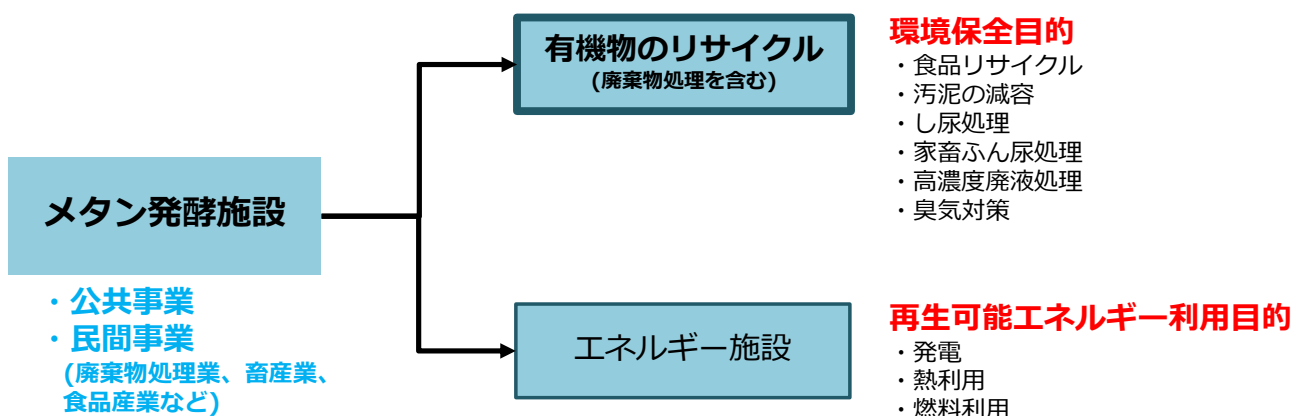 有機物のリサイクル
(廃棄物処理を含む)
環境保全目的
・食品リサイクル
・汚泥の減容
・し尿処理
・家畜ふん尿処理
・高濃度廃液処理
・臭気対策
メタン発酵施設
・公共事業
・民間事業
(廃棄物処理業、畜産業、
食品産業など)
エネルギー施設
再生可能エネルギー利用目的
・発電
・熱利用
・燃料利用